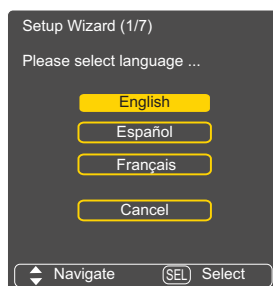 Setup Wizard (1/7)
Please select language ...
English
Español
Français
Cancel
Navigate SEL Select